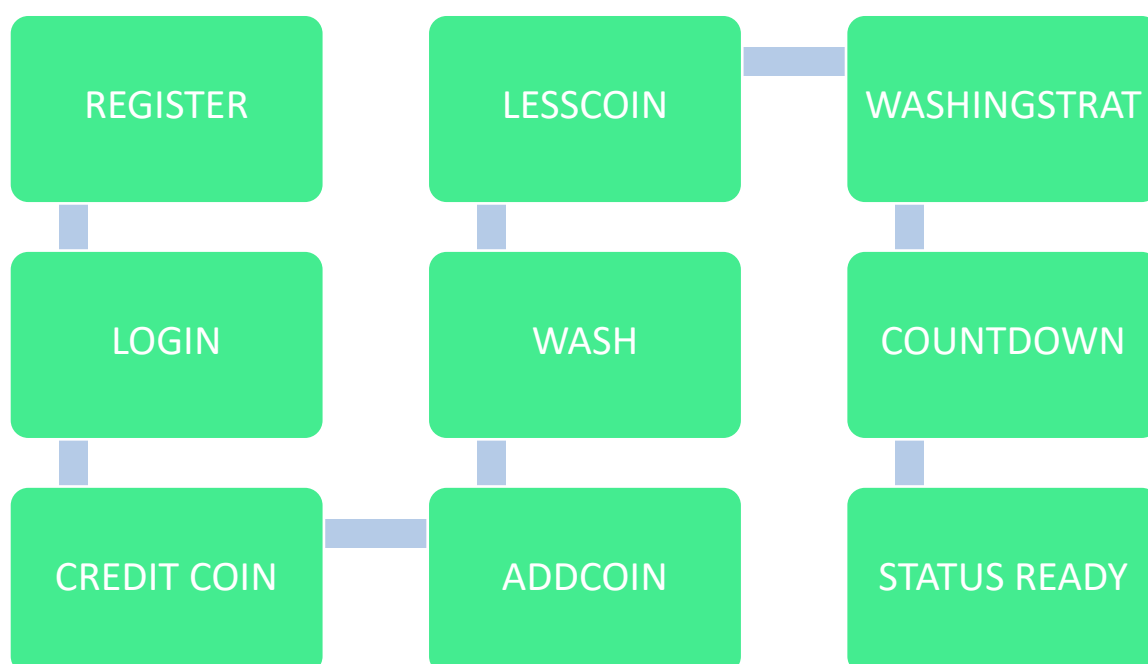 REGISTER
LOGIN
CREDIT COIN
ADDCOIN
WASH
LESSCOIN
WASHINGSTRAT
COUNTDOWN
STATUS READY